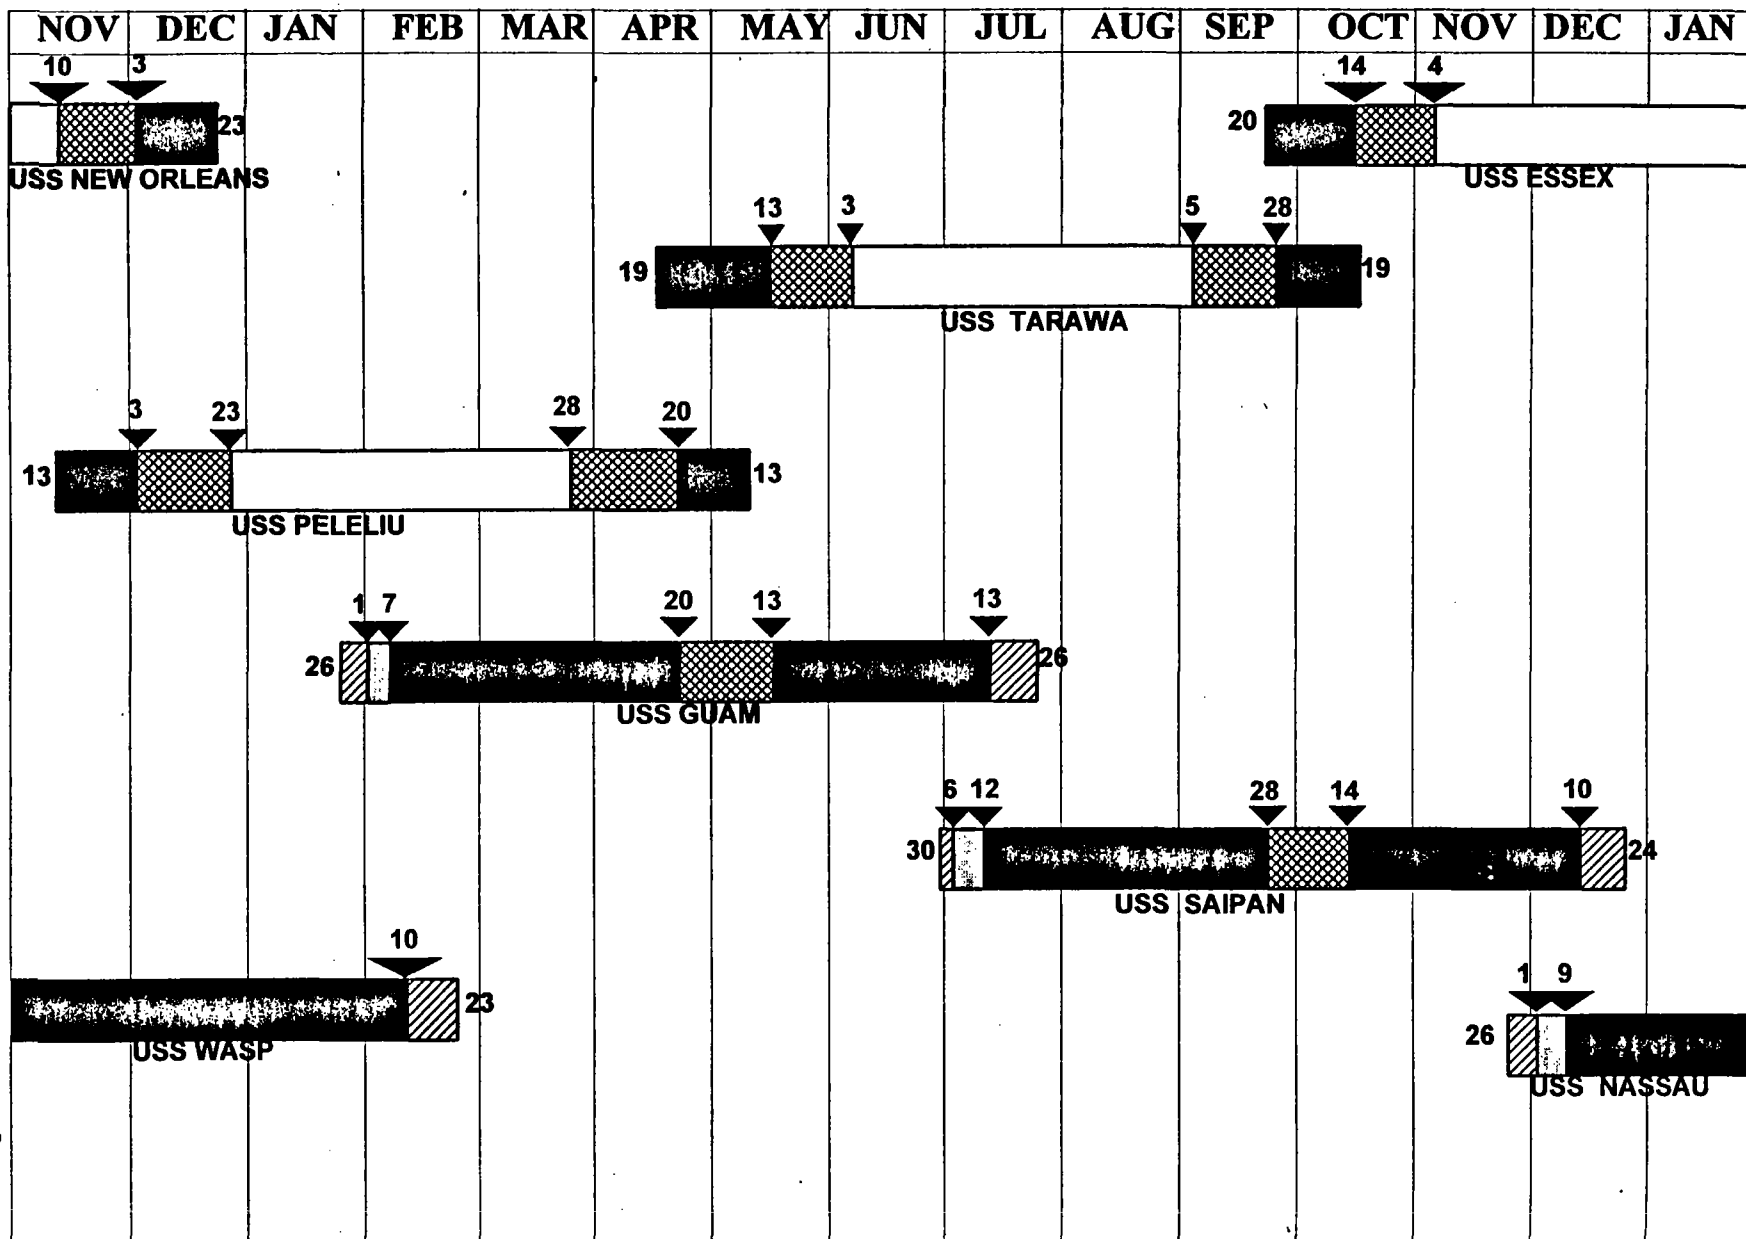 NOV DEC JAN FEB MAR APR MAY JUN JUL AUG SEP OCT NOV DEC JAN
10 3 14 4
23 20
USS NEW ORLEANS USS ESSEX
13 3 5 28
19 19
USS TARAWA
3 23 28 20
13 13
USS PELELIU
1 7 20 13 13
26 26
USS GUAM
6 12 28 14 10
30 24
USS SAIPAN
10
23
USS WASP
1 9
26
USS NASSAU